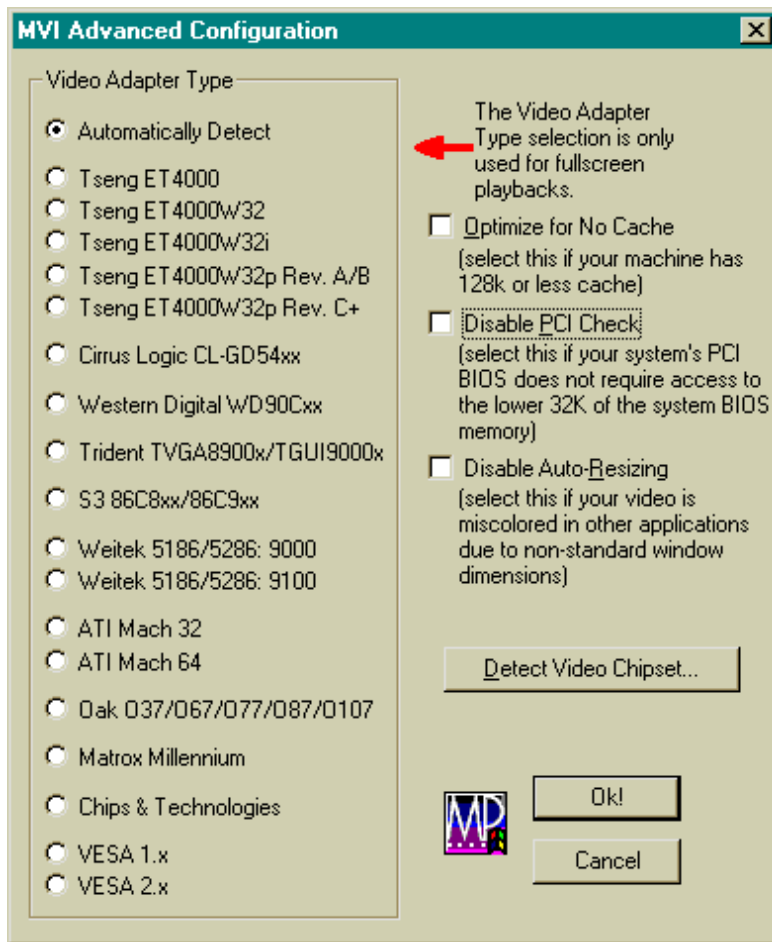 MVI Advanced Configuration
Video Adapter Type
Automatically Detect
Tseng ET4000
Tseng ET4000W32
Tseng ET4000W32i
Tseng ET4000W32p Rev. A/B
Tseng ET4000W32p Rev. C+
Cirrus Logic CL-GD54xx
Western Digital WD90Cxx
Trident TVGA8900x/TGUI9000x
S3 86C8xx/86C9xx
Weitek 5186/5286: 9000
Weitek 5186/5286: 9100
ATI Mach 32
ATI Mach 64
Oak O37/O67/O77/O87/O107
Matrox Millennium
Chips & Technologies
VESA 1.x
VESA 2.x
The Video Adapter
Type selection is only
used for fullscreen
playbacks.
Optimize for No Cache
(select this if your machine has
128k or less cache)
Disable PCI Check
(select this if your system's PCI
BIOS does not require access to
the lower 32K of the system BIOS
memory)
Disable Auto-Resizing
(select this if your video is
miscolored in other applications
due to non-standard window
dimensions)
Detect Video Chipset...
MP
Ok!
Cancel